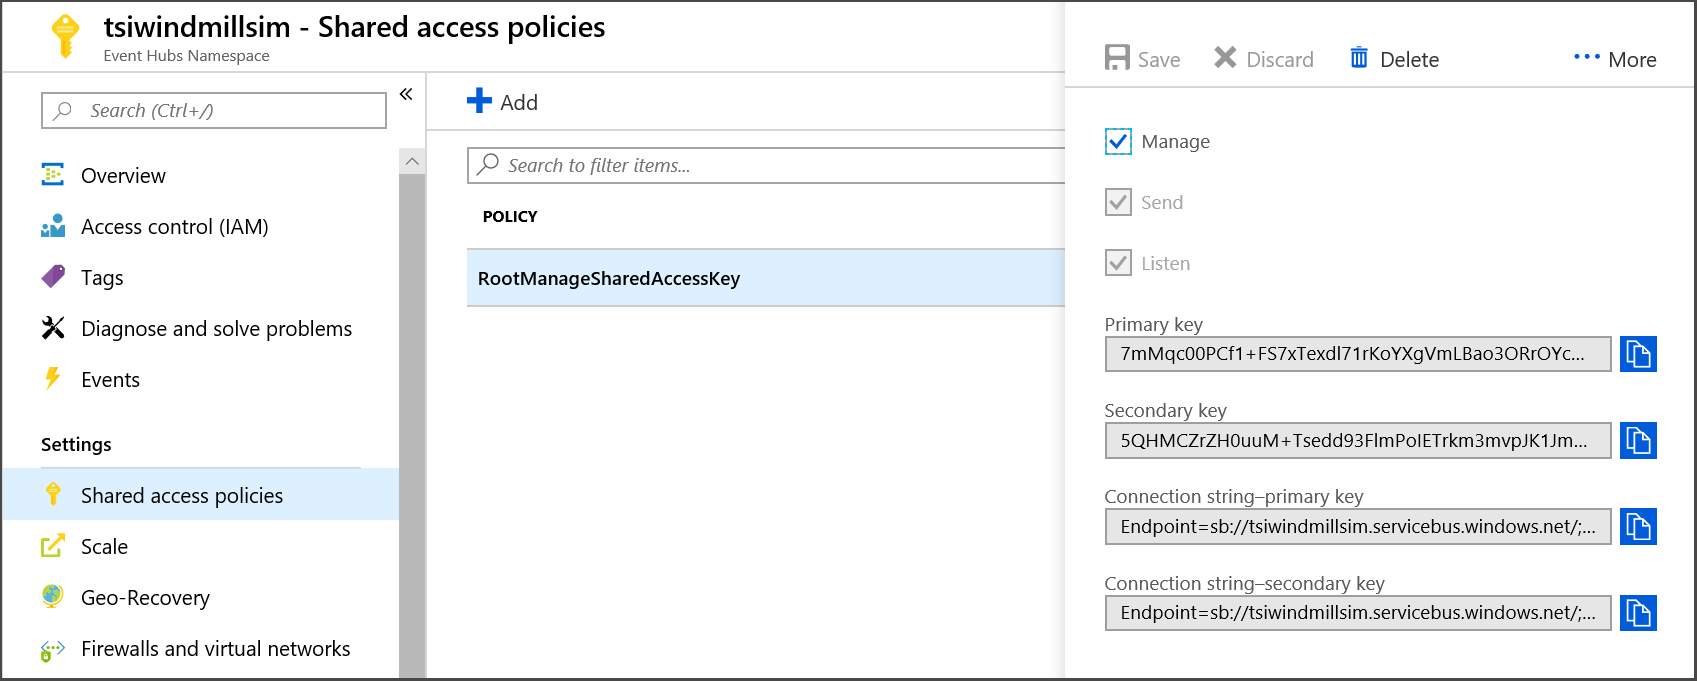 tsiwindmillsim - Shared access policies
Event Hubs Namespace
Search (Ctrl+/)
Overview
Access control (IAM)
Tags
Diagnose and solve problems
Events
Settings
Shared access policies
Scale
Geo-Recovery
Firewalls and virtual networks
Add
Search to filter items...
POLICY
RootManageSharedAccessKey
Save Discard Delete More
Manage
Send
Listen
Primary key
7mMqc00PCf1+FS7xTexdl71rKoYXgVmLBao3ORrOYc...
Secondary key
5QHMCZrZH0uuM+Tsedd93FlmPoIETrkm3mvpJK1Jm...
Connection string–primary key
Endpoint=sb://tsiwindmillsim.servicebus.windows.net/;...
Connection string–secondary key
Endpoint=sb://tsiwindmillsim.servicebus.windows.net/;...